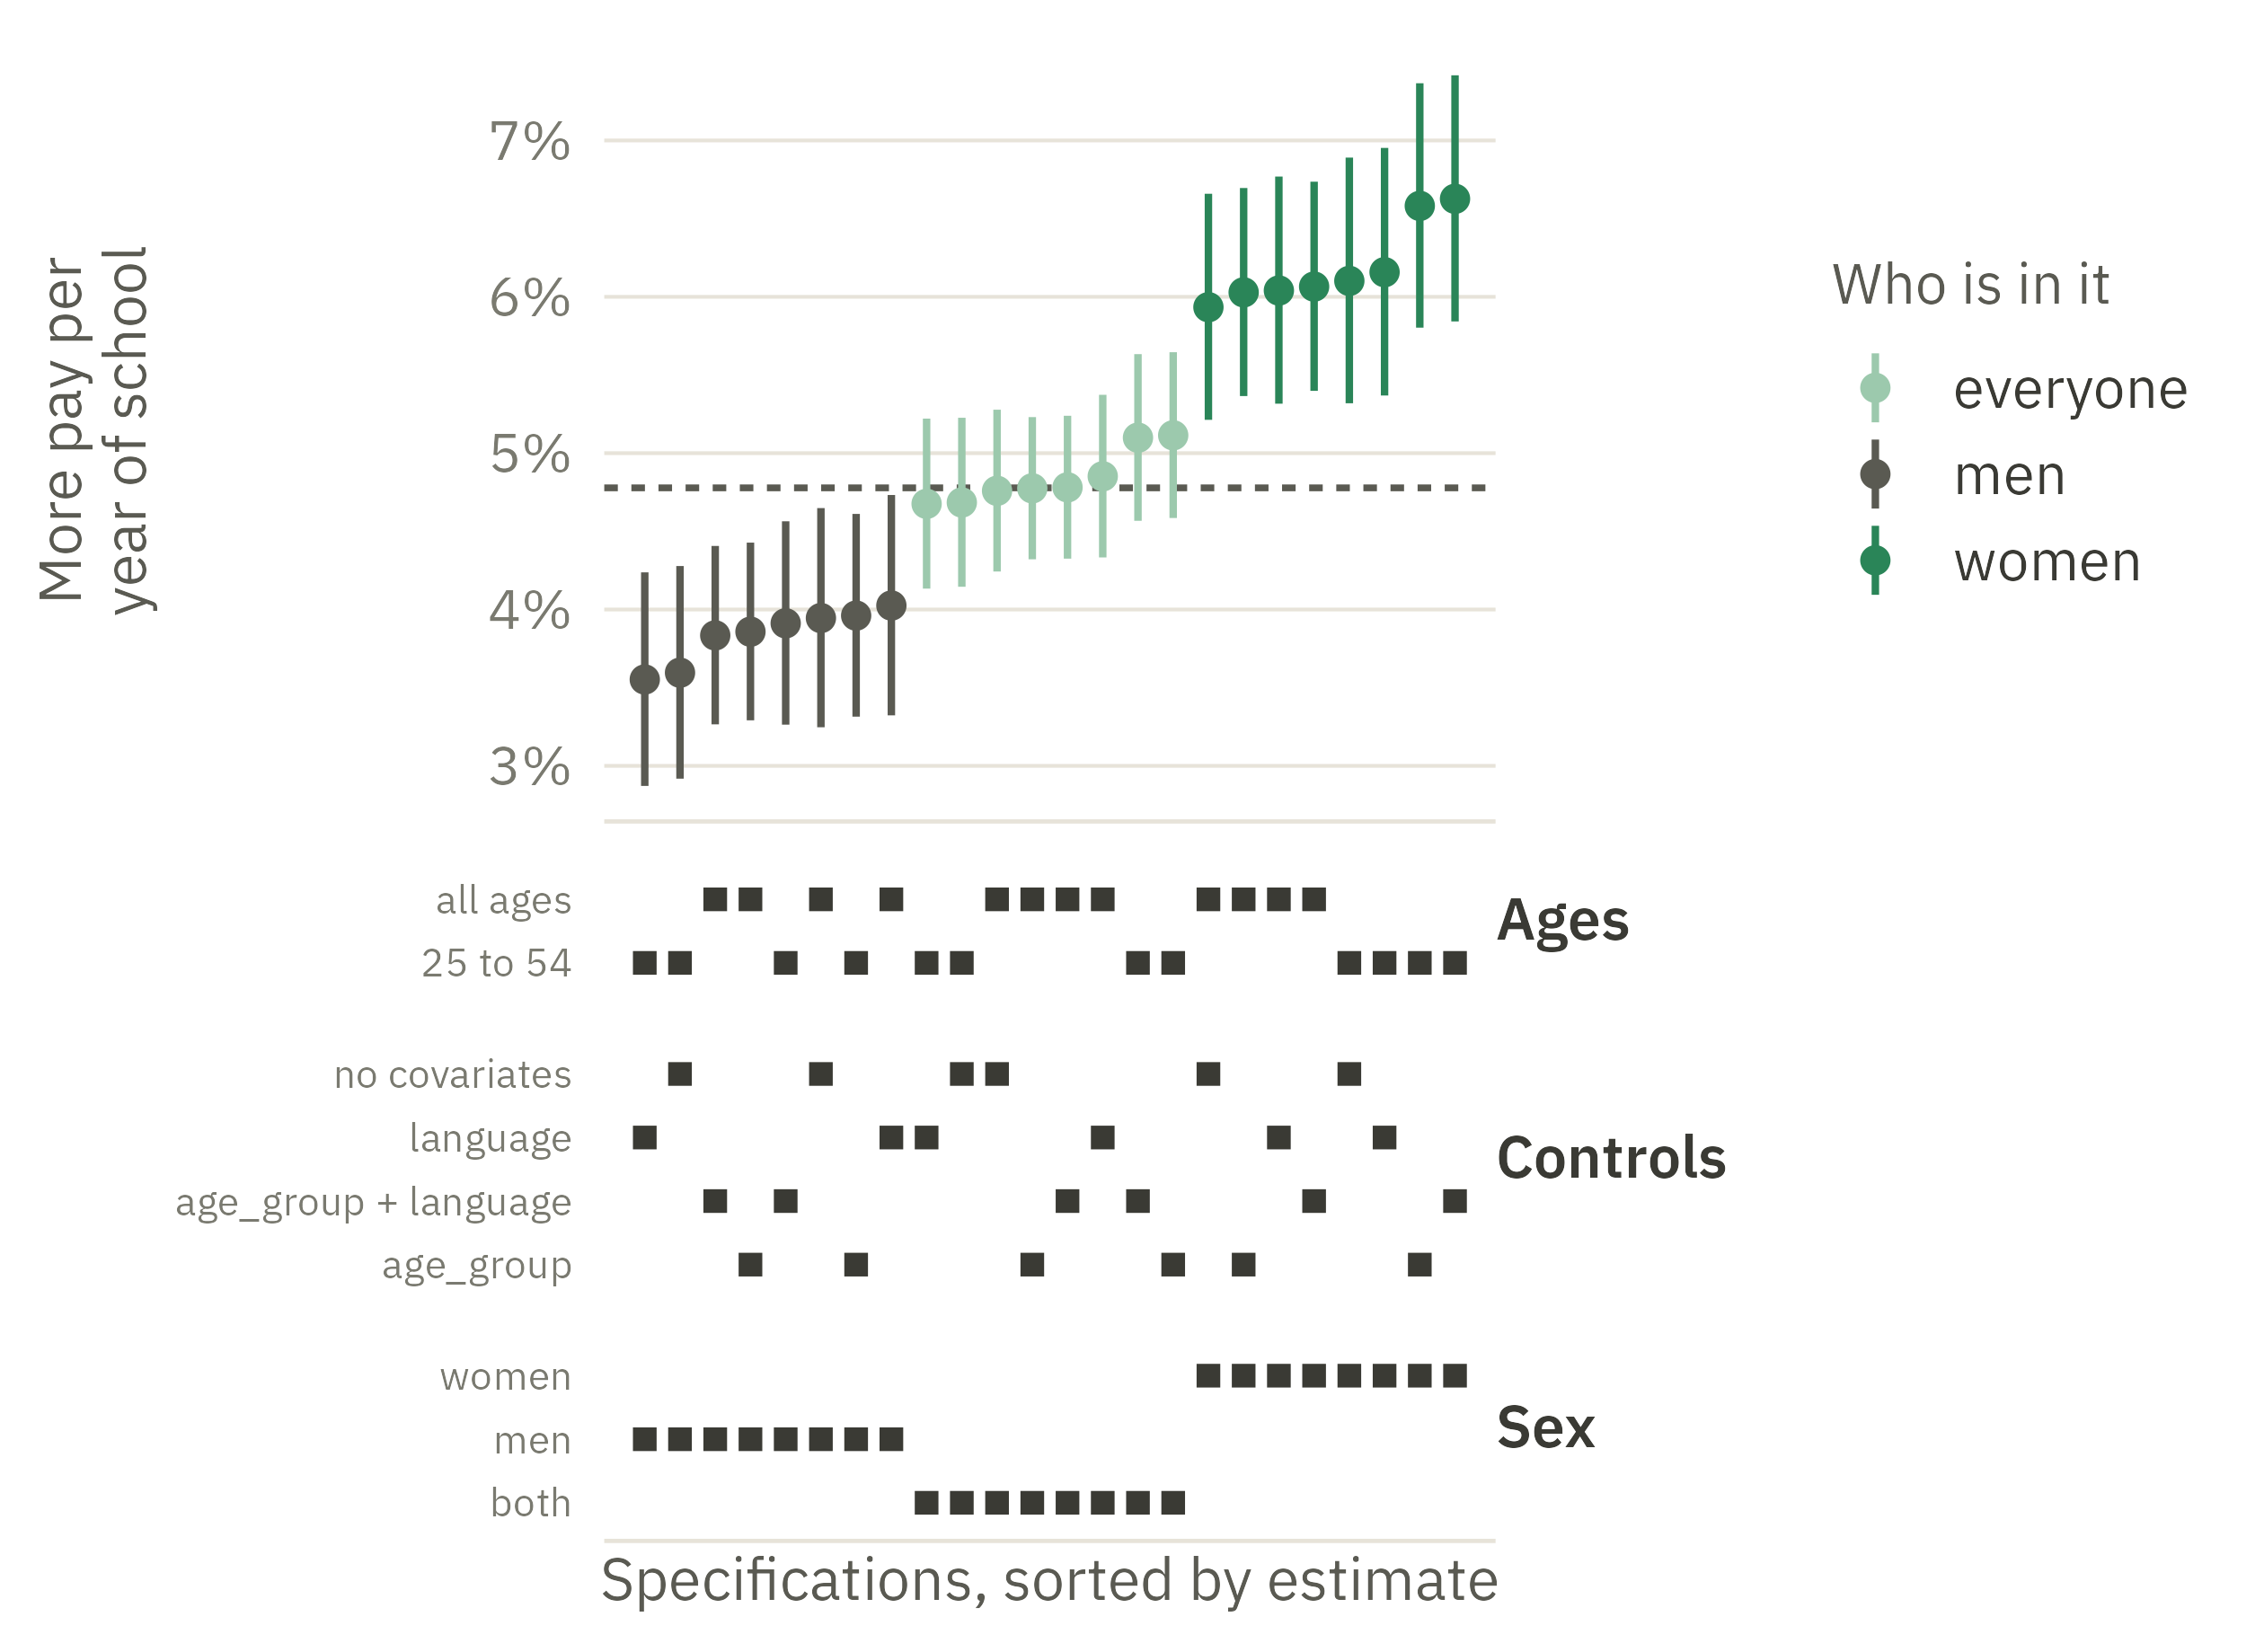 More pay per
year of school
7%
6%
5%
4%
3%
Who is in it
everyone
men
women
all ages
25 to 54
Ages
no covariates
language
age_group + language
age_group
Controls
women
men
both
Sex
Specifications, sorted by estimate